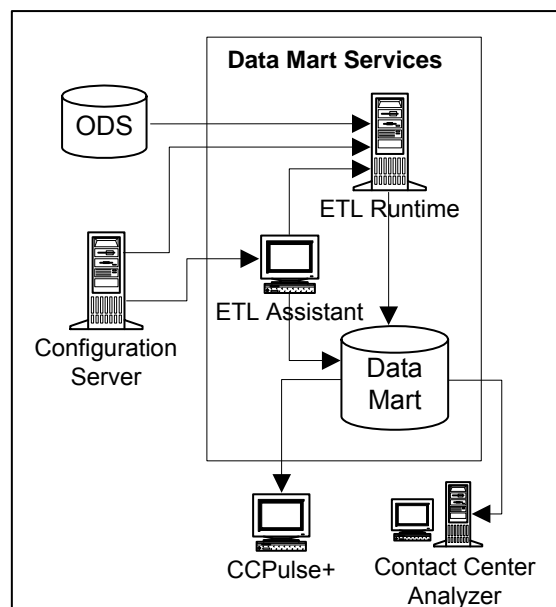 Data Mart Services
ODS
ETL Runtime
ETL Assistant
Configuration
Server
Data
Mart
CCPulse+
Contact Center
Analyzer